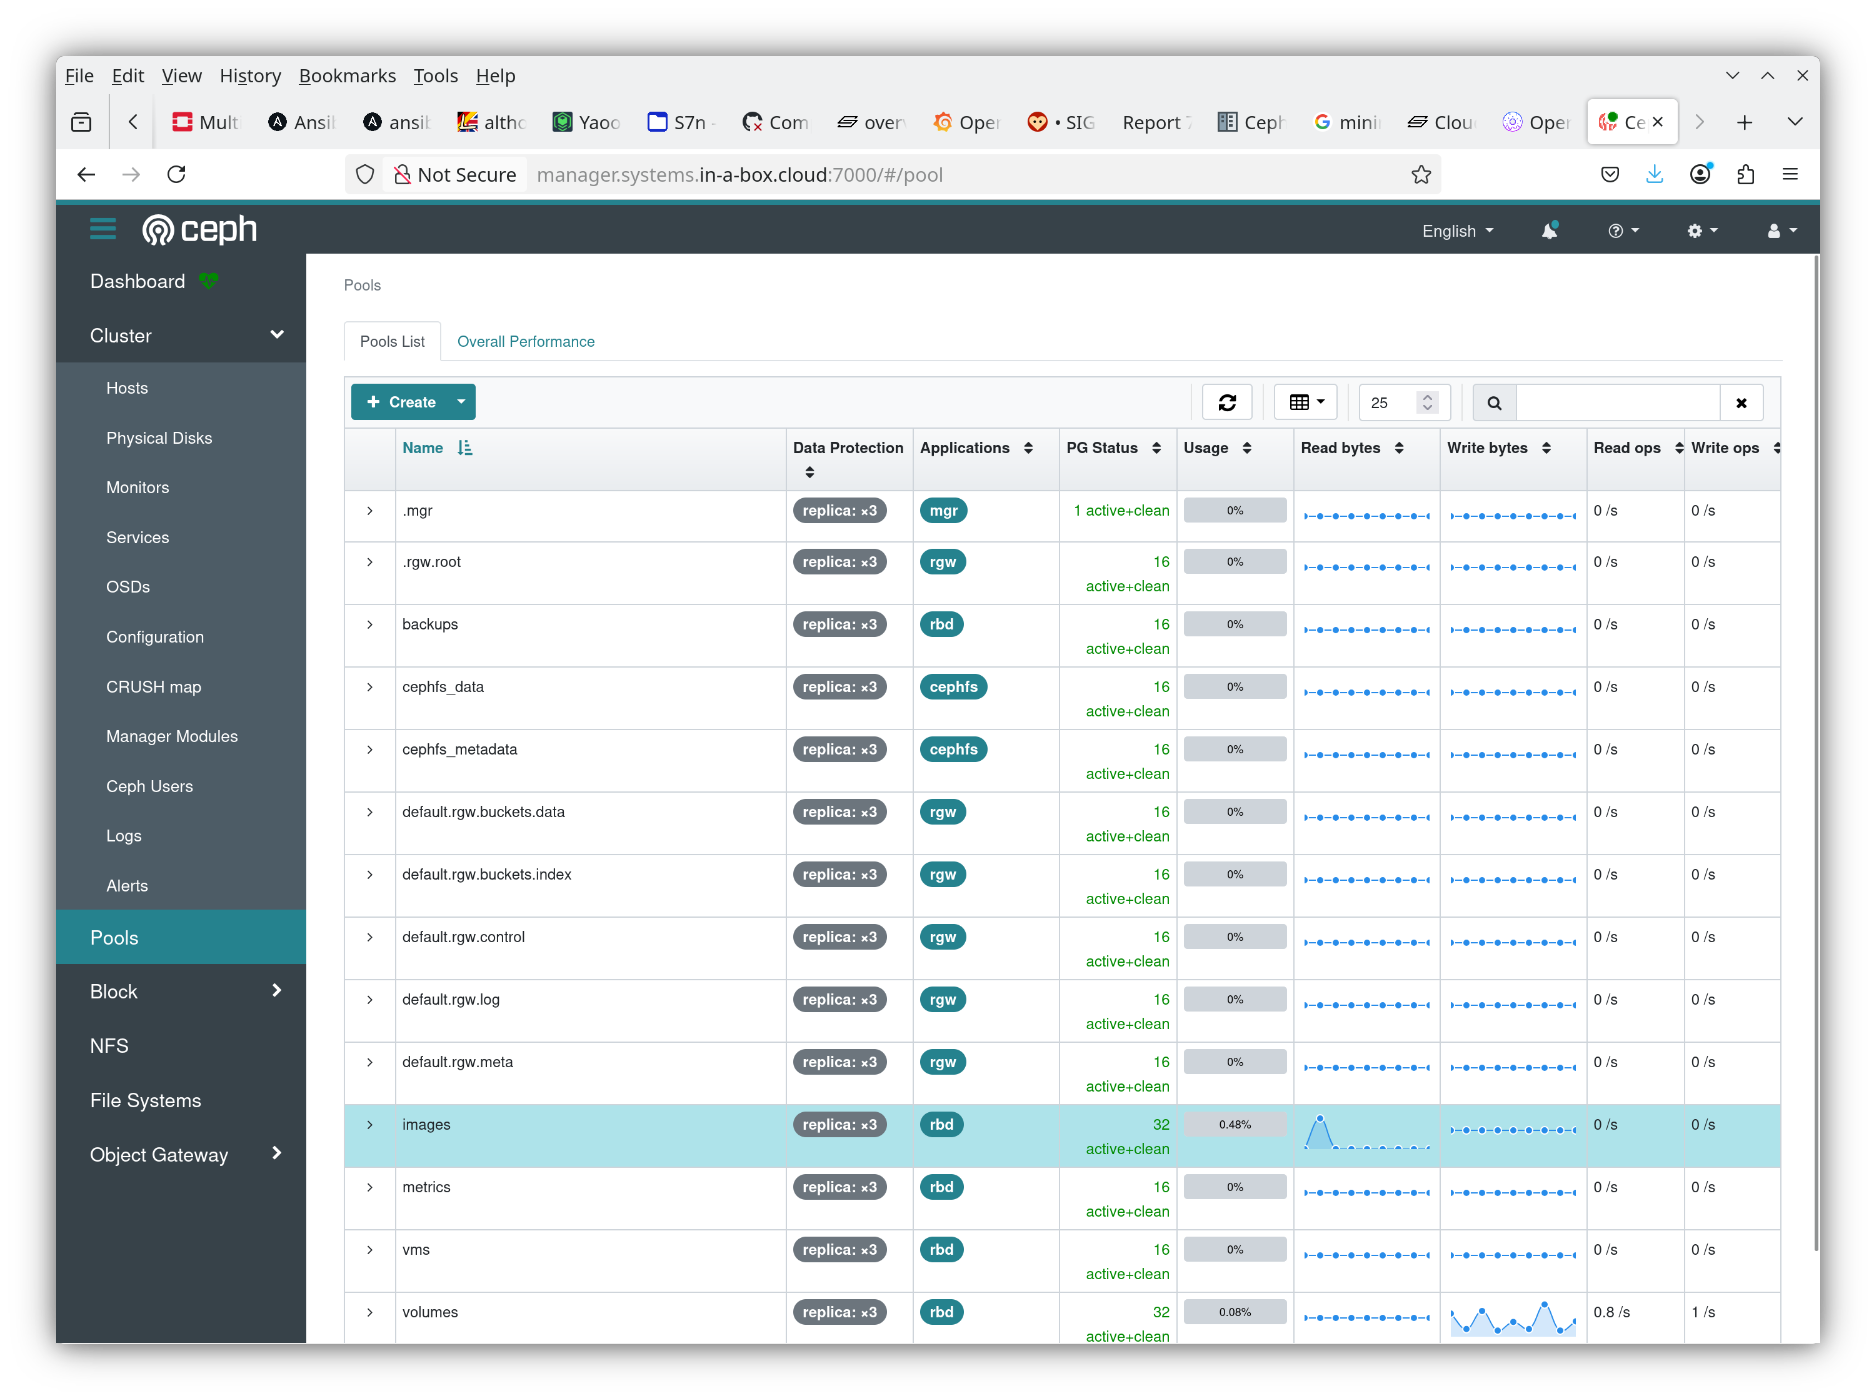 File Edit View History Bookmarks Tools Help
Mult Ansi ansib altho Yaoo S7n - Com over Oper • SIG Report 7 Ceph mini Clou Oper Ce
Not Secure manager.systems.in-a-box.cloud:7000/#/pool
ceph English
Dashboard
Cluster
Hosts
Physical Disks
Monitors
Services
OSDs
Configuration
CRUSH map
Manager Modules
Ceph Users
Logs
Alerts
Pools
Block
NFS
File Systems
Object Gateway
Pools
Pools List Overall Performance
Create 25
Name Data Protection Applications PG Status Usage Read bytes Write bytes Read ops Write ops
.mgr replica: ×3 mgr 1 active+clean 0% 0 /s 0 /s
.rgw.root replica: ×3 rgw 16 0% 0 /s 0 /s
active+clean
backups replica: ×3 rbd 16 0% 0 /s 0 /s
active+clean
cephfs_data replica: ×3 cephfs 16 0% 0 /s 0 /s
active+clean
cephfs_metadata replica: ×3 cephfs 16 0% 0 /s 0 /s
active+clean
default.rgw.buckets.data replica: ×3 rgw 16 0% 0 /s 0 /s
active+clean
default.rgw.buckets.index replica: ×3 rgw 16 0% 0 /s 0 /s
active+clean
default.rgw.control replica: ×3 rgw 16 0% 0 /s 0 /s
active+clean
default.rgw.log replica: ×3 rgw 16 0% 0 /s 0 /s
active+clean
default.rgw.meta replica: ×3 rgw 16 0% 0 /s 0 /s
active+clean
images replica: ×3 rbd 32 0.48% 0 /s 0 /s
active+clean
metrics replica: ×3 rbd 16 0% 0 /s 0 /s
active+clean
vms replica: ×3 rbd 16 0% 0 /s 0 /s
active+clean
volumes replica: ×3 rbd 32 0.08% 0.8 /s 1 /s
active+clean